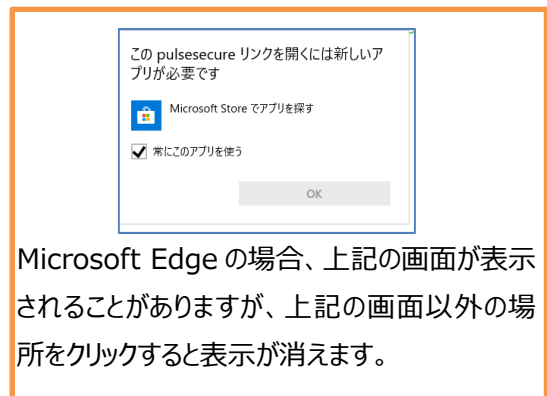 この pulsesecure リンクを開くには新しいア
プリが必要です
Microsoft Store でアプリを探す
常にこのアプリを使う
OK
Microsoft Edge の場合、上記の画面が表示
されることがありますが、上記の画面以外の場
所をクリックすると表示が消えます。